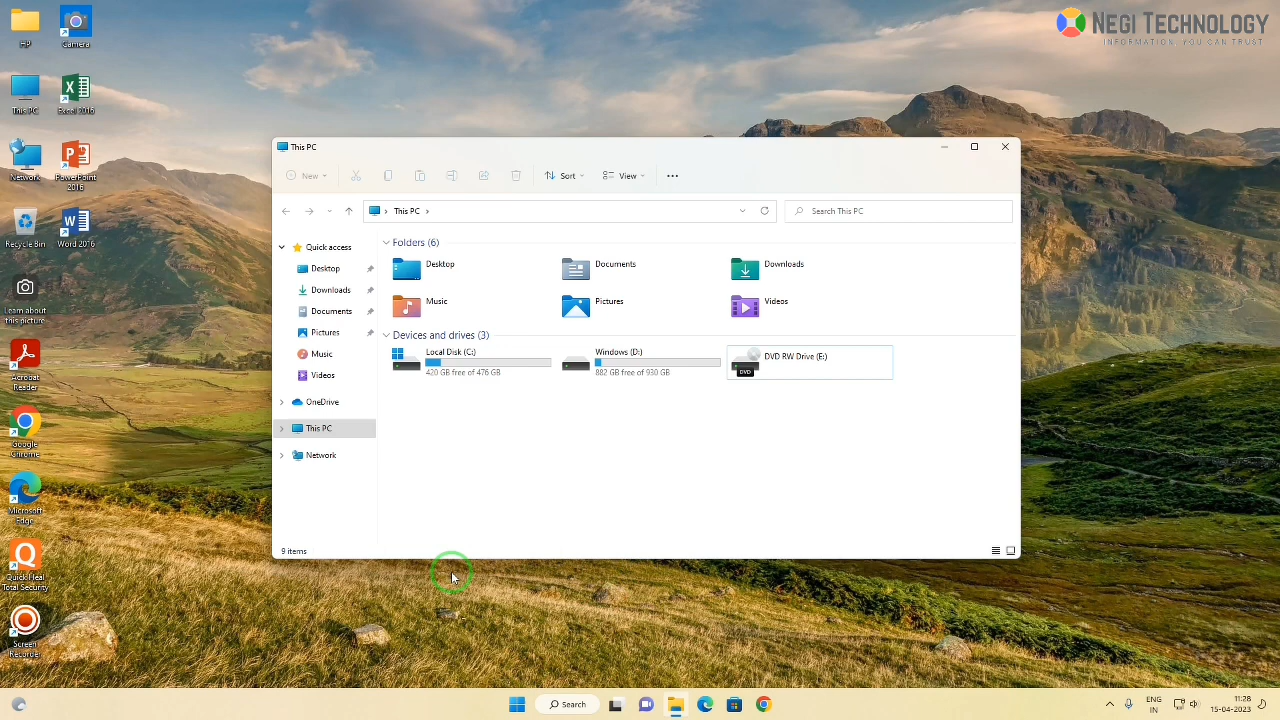 NEGI TECHNOLOGY
INFORMATION, YOU CAN TRUST
HP
Camera
This PC
Excel 2016
Network
PowerPoint
2016
Recycle Bin
Word 2016
Learn about
this picture
Acrobat
Reader
Google
Chrome
Microsoft
Edge
Quick Heal
Total Security
Screen
Recorder
This PC
New
Sort
View
This PC
Search This PC
Quick access
Desktop
Downloads
Documents
Pictures
Music
Videos
OneDrive
This PC
Network
Folders (6)
Desktop
Documents
Downloads
Music
Pictures
Videos
Devices and drives (3)
Local Disk (C:)
420 GB free of 476 GB
Windows (D:)
882 GB free of 930 GB
DVD
DVD RW Drive (E:)
9 items
Search
ENG
IN
11:28
15-04-2023